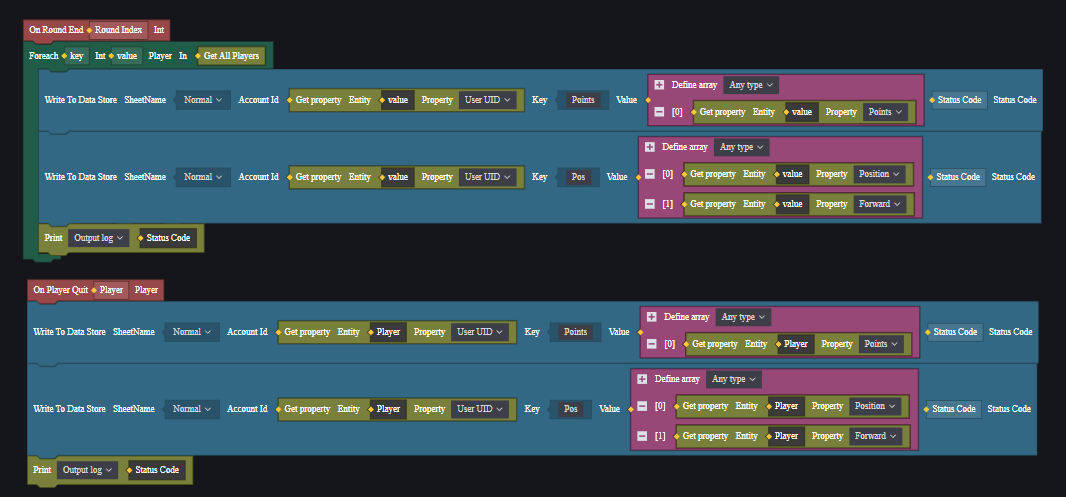 On Round End Round Index Int
Foreach key Int value Player In Get All Players
Define array Any type
Write To Data Store SheetName Normal Account Id Get property Entity value Property User UID Key Points Value Status Code Status Code
[0] Get property Entity value Property Points
Define array Any type
[0] Get property Entity value Property Position
Write To Data Store SheetName Normal Account Id Get property Entity value Property User UID Key Pos Value Status Code Status Code
[1] Get property Entity value Property Forward
Print Output log Status Code
On Player Quit Player Player
Define array Any type
Write To Data Store SheetName Normal Account Id Get property Entity Player Property User UID Key Points Value Status Code Status Code
[0] Get property Entity Player Property Points
Define array Any type
[0] Get property Entity Player Property Position
Write To Data Store SheetName Normal Account Id Get property Entity Player Property User UID Key Pos Value Status Code Status Code
[1] Get property Entity Player Property Forward
Print Output log Status Code